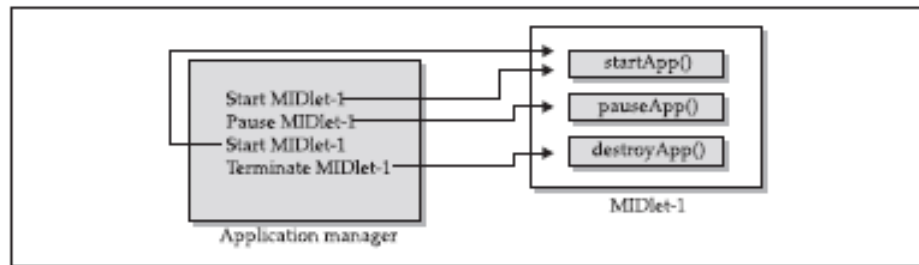 Start MIDlet-1
Pause MIDlet-1
Start MIDlet-1
Terminate MIDlet-1
Application manager
startApp()
pauseApp()
destroyApp()
MIDlet-1